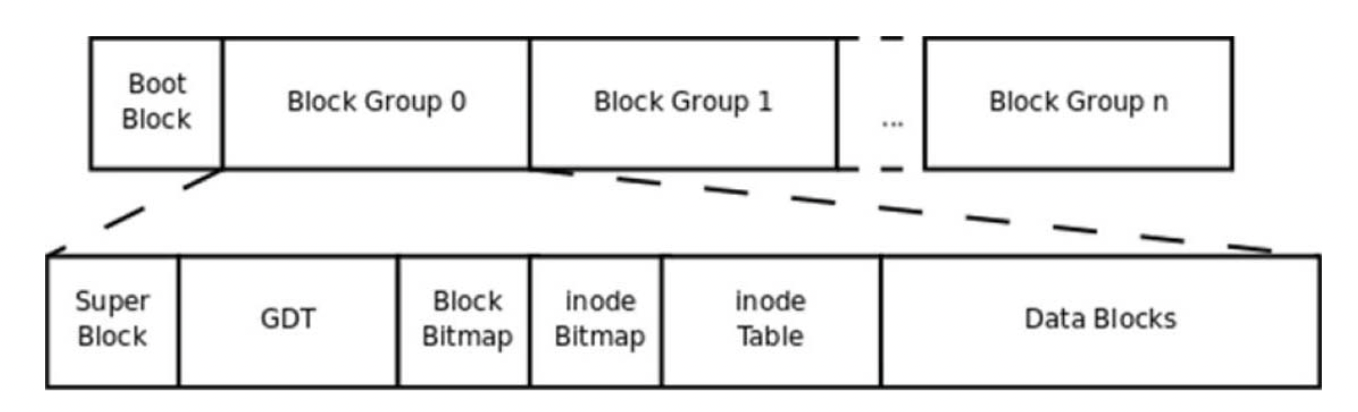 Boot
Block
Block Group 0
Block Group 1
...
Block Group n
Super
Block
GDT
Block
Bitmap
inode
Bitmap
inode
Table
Data Blocks